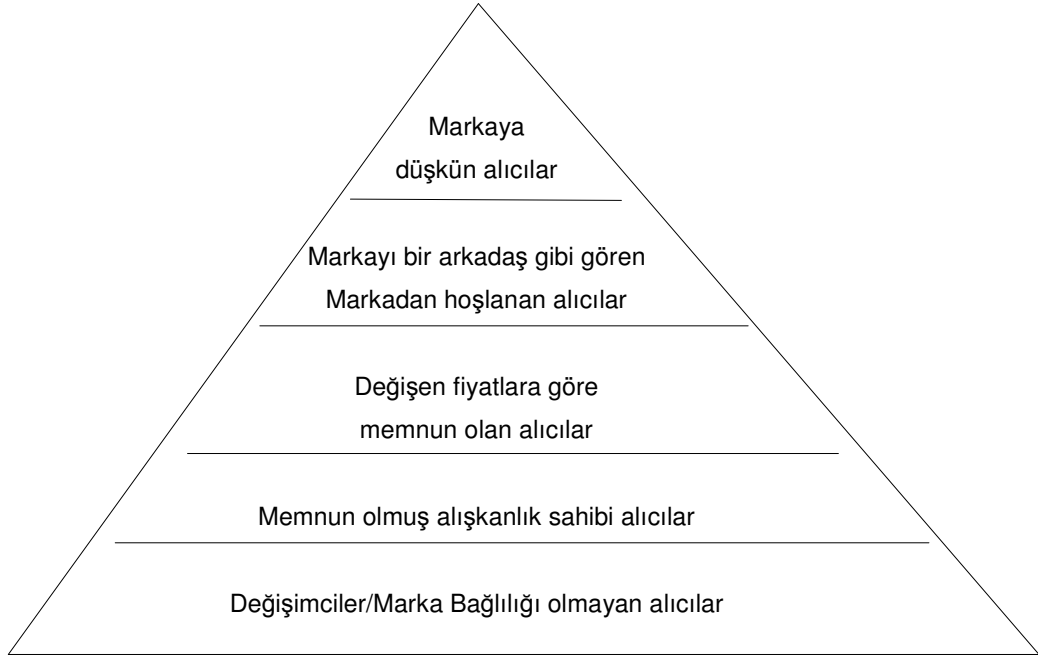 Markaya
düşkün alıcılar
Markayı bir arkadaş gibi gören
Markadan hoşlanan alıcılar
Değişen fiyatlara göre
memnun olan alıcılar
Memnun olmuş alışkanlık sahibi alıcılar
Değişimciler/Marka Bağlılığı olmayan alıcılar